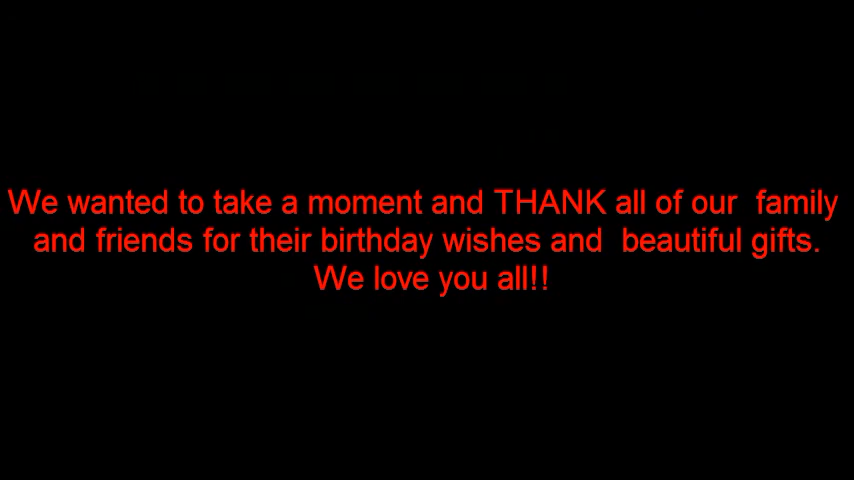 We wanted to take a moment and THANK all of our  family
and friends for their birthday wishes and  beautiful gifts.
We love you all!!